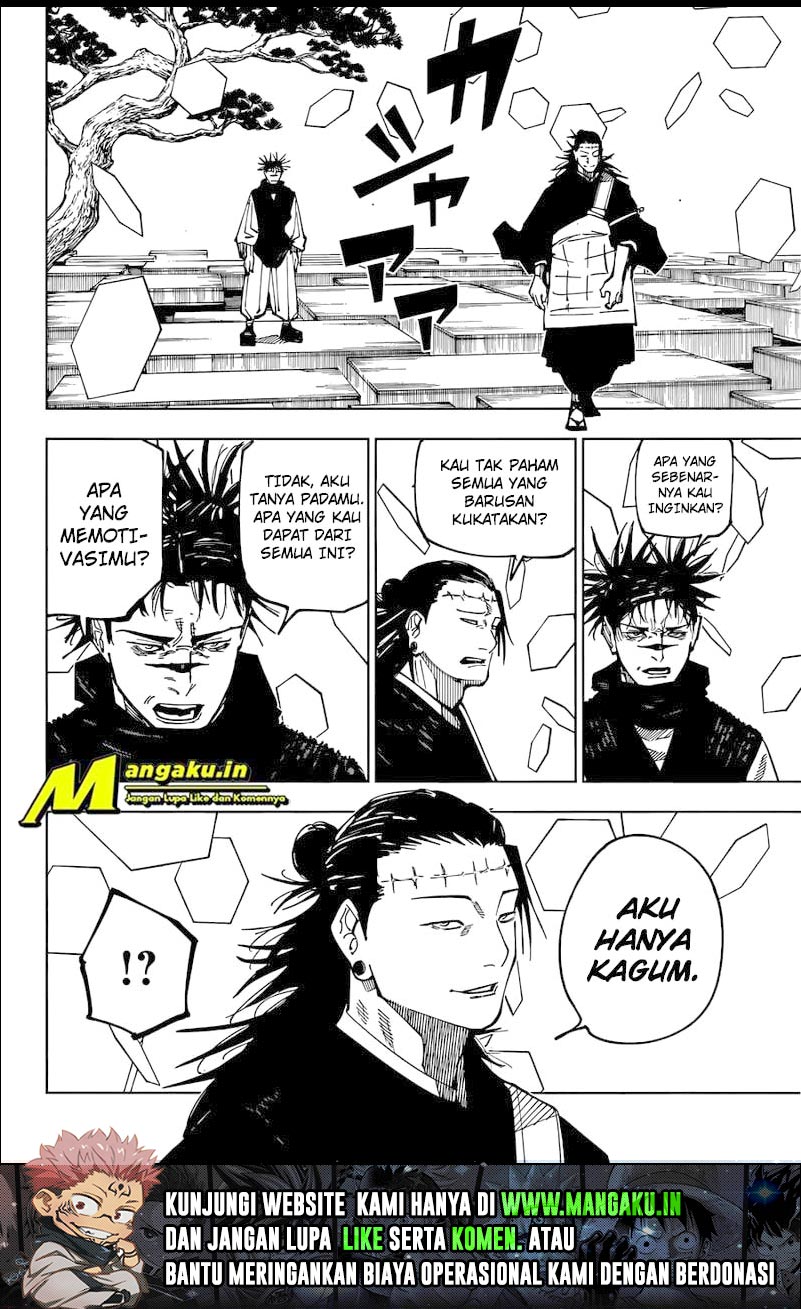 ガシャアァ
APA YANG
SEBENAR-
NYA KAU
INGINKAN?
KAU TAK PAHAM
SEMUA YANG
BARUSAN
KUKATAKAN?
TIDAK, AKU
TANYA PADAMU.
APA YANG KAU
DAPAT DARI
SEMUA INI?
APA
YANG
MEMOTI-
VASIMU?
Mangaku.in
Jangan Lupa Like dan Komennya
AKU
HANYA
KAGUM.
!?
KUNJUNGI WEBSITE KAMI HANYA DI WWW.MANGAKU.IN
DAN JANGAN LUPA LIKE SERTA KOMEN. ATAU
BANTU MERINGANKAN BIAYA OPERASIONAL KAMI DENGAN BERDONASI